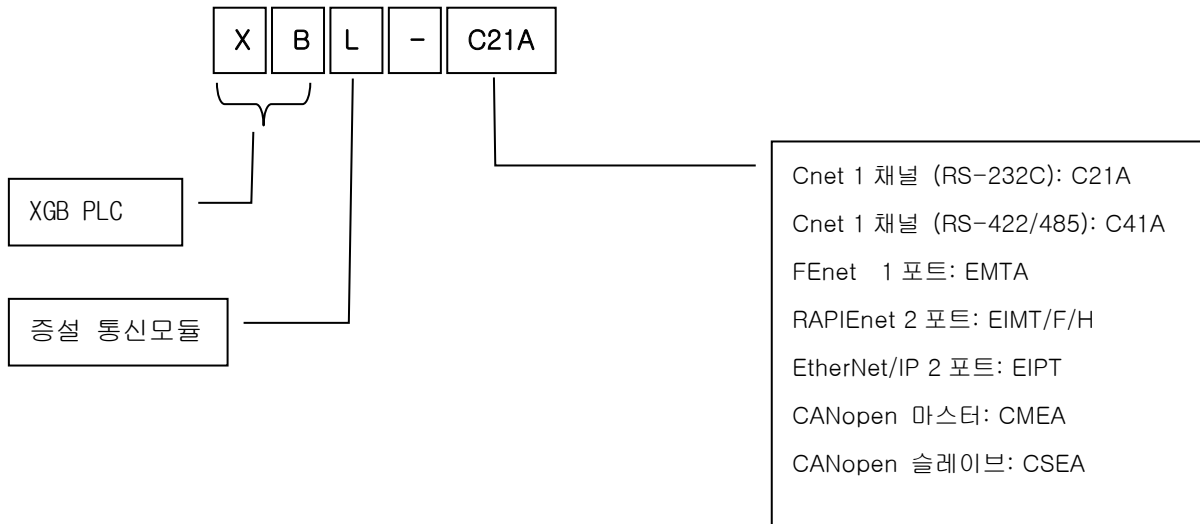 X B L - C21A
Cnet 1 채널 (RS-232C): C21A
Cnet 1 채널 (RS-422/485): C41A
FEnet 1 포트: EMTA
RAPIEnet 2 포트: EIMT/F/H
EtherNet/IP 2 포트: EIPT
CANopen 마스터: CMEA
CANopen 슬레이브: CSEA
XGB PLC
증설 통신모듈